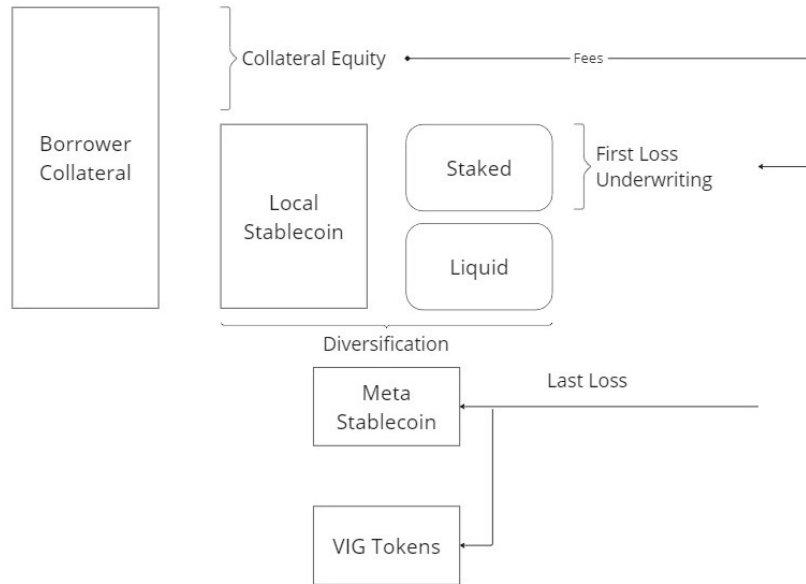 Collateral Equity
Fees
Borrower
Collateral
Staked
First Loss
Underwriting
Local
Stablecoin
Liquid
Diversification
Last Loss
Meta
Stablecoin
VIG Tokens